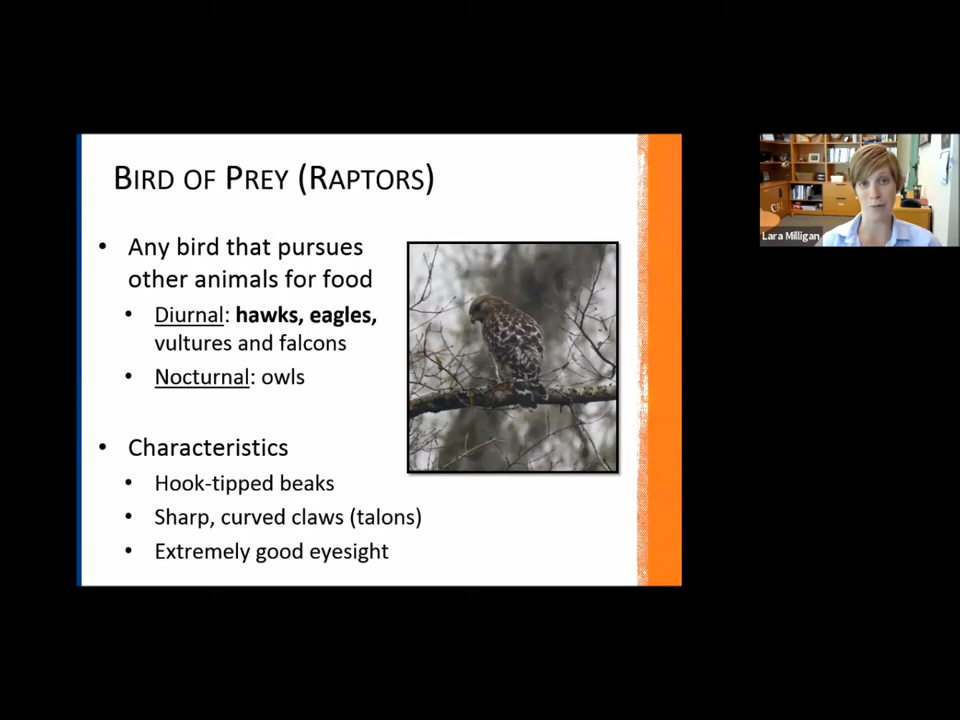 BIRD OF PREY (RAPTORS)
• Any bird that pursues
other animals for food
• Diurnal: hawks, eagles,
vultures and falcons
• Nocturnal: owls
• Characteristics
• Hook-tipped beaks
• Sharp, curved claws (talons)
• Extremely good eyesight
Lara Milligan